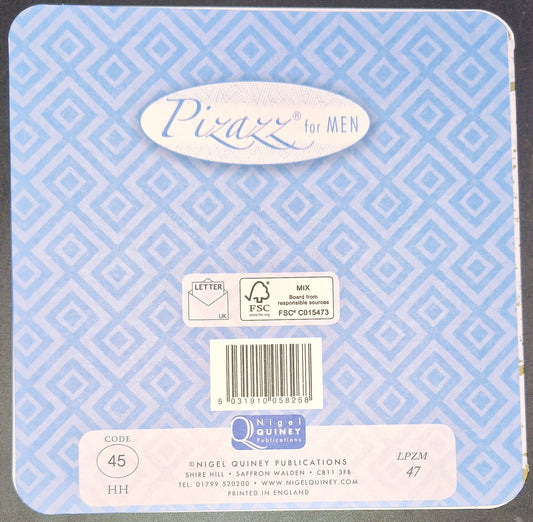 Pizazz® for MEN
LETTER
UK
FSC
www.fsc.org
MIX
Board from
responsible sources
FSC® C015473
5 031910 058268
Nigel
QUINEY
Publications
CODE
45
HH
©NIGEL QUINEY PUBLICATIONS
SHIRE HILL • SAFFRON WALDEN • CB11 3FB
TEL: 01799 520200 • WWW.NIGELQUINEY.COM
PRINTED IN ENGLAND
LPZM
47